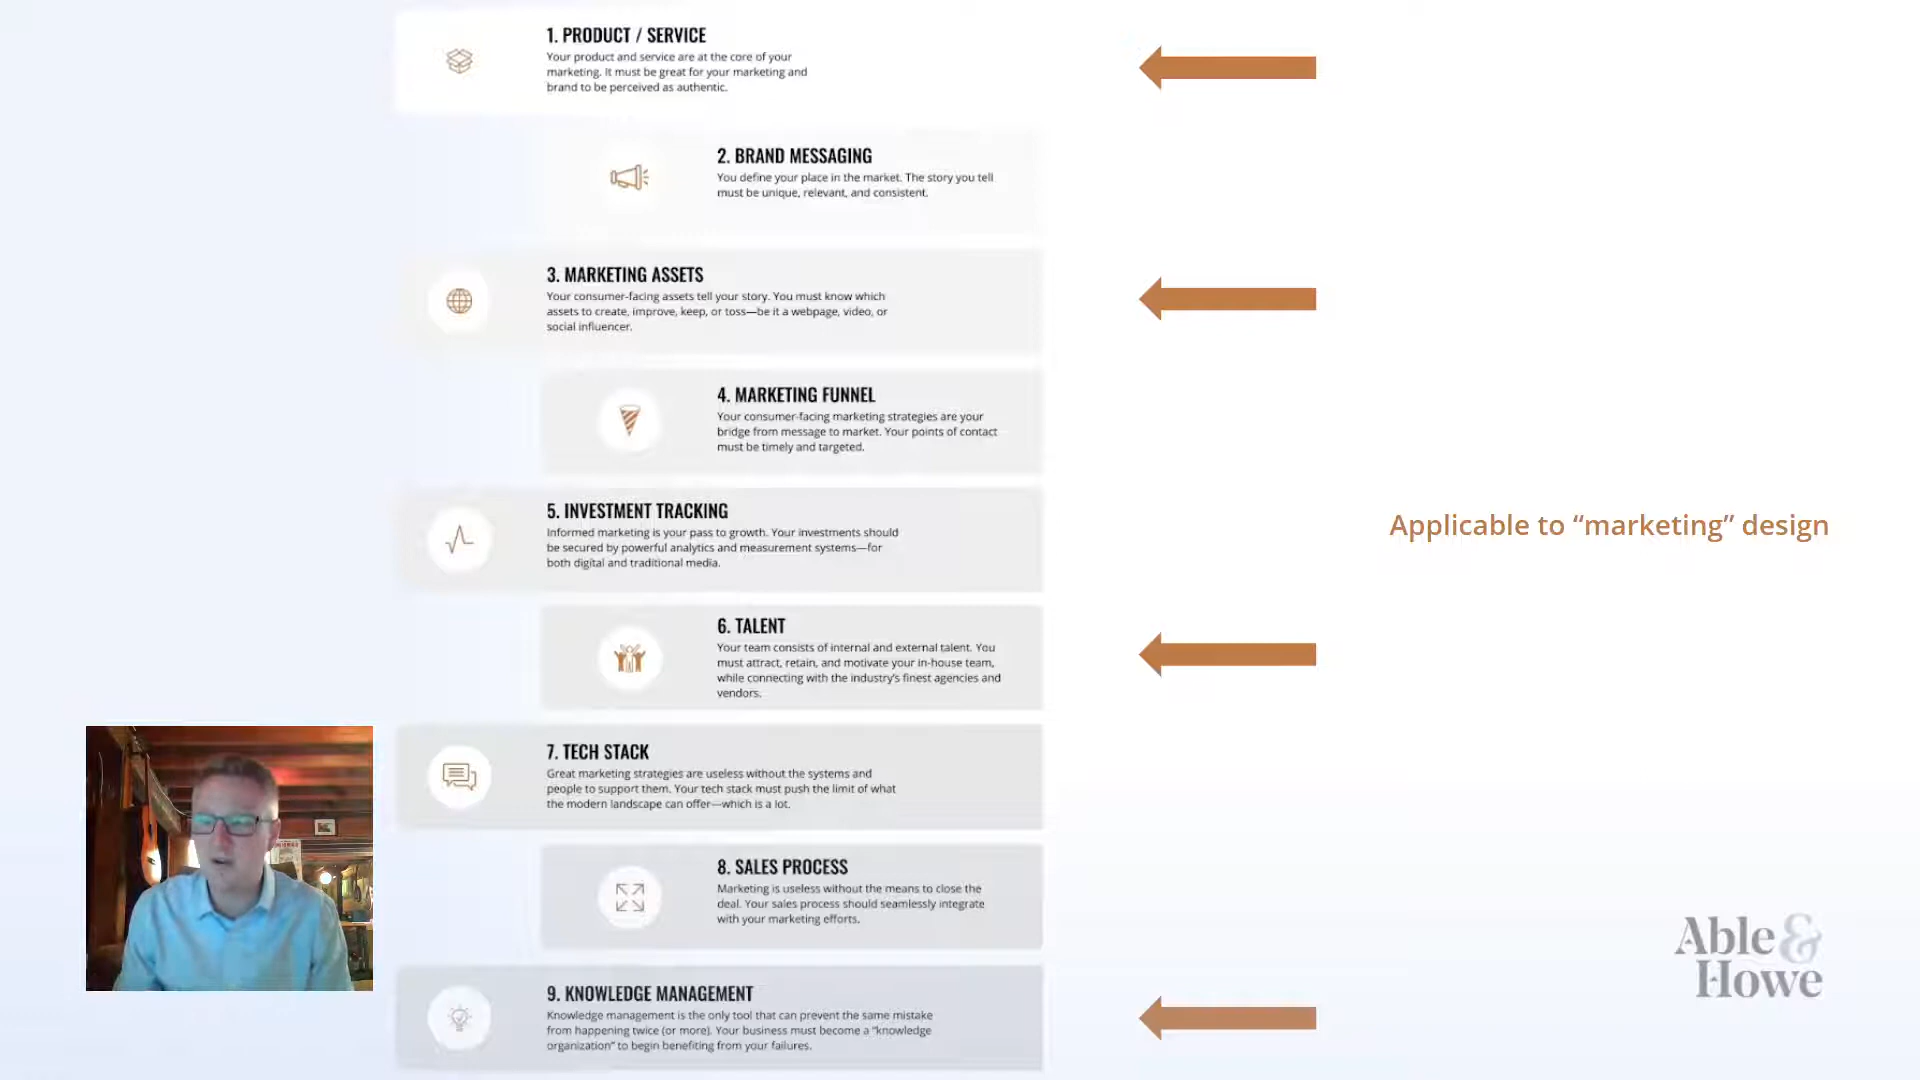 1. PRODUCT / SERVICE
Your product and service are at the core of your
marketing. It must be great for your marketing and
brand to be perceived as authentic.
2. BRAND MESSAGING
You define your place in the market. The story you tell
must be unique, relevant, and consistent.
3. MARKETING ASSETS
Your consumer-facing assets tell your story. You must know which
assets to create, improve, keep, or toss—be it a webpage, video, or
social influencer.
4. MARKETING FUNNEL
Your consumer-facing marketing strategies are your
bridge from message to market. Your points of contact
must be timely and targeted.
5. INVESTMENT TRACKING
Informed marketing is your pass to growth. Your investments should
be secured by powerful analytics and measurement systems—for
both digital and traditional media.
Applicable to “marketing” design
6. TALENT
Your team consists of internal and external talent. You
must attract, retain, and motivate your in-house team,
while connecting with the industry's finest agencies and
vendors.
7. TECH STACK
Great marketing strategies are useless without the systems and
people to support them. Your tech stack must push the limit of what
the modern landscape can offer—which is a lot.
8. SALES PROCESS
Marketing is useless without the means to close the
deal. Your sales process should seamlessly integrate
with your marketing efforts.
9. KNOWLEDGE MANAGEMENT
Knowledge management is the only tool that can prevent the same mistake
from happening twice (or more). Your business must become a "knowledge
organization" to begin benefiting from your failures.
Able &
Howe